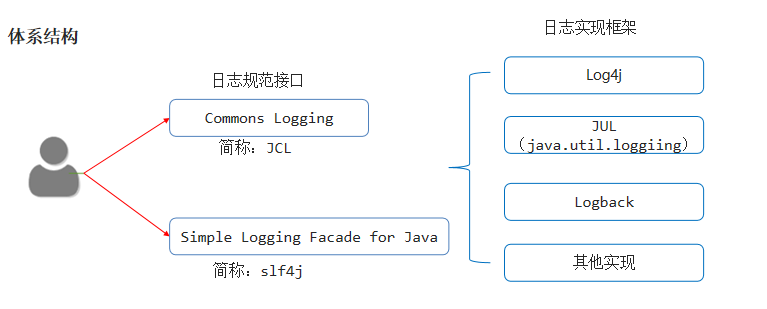 体系结构
日志规范接口
Commons Logging
简称：JCL
Simple Logging Facade for Java
简称：slf4j
日志实现框架
Log4j
JUL
（java.util.loggiing）
Logback
其他实现